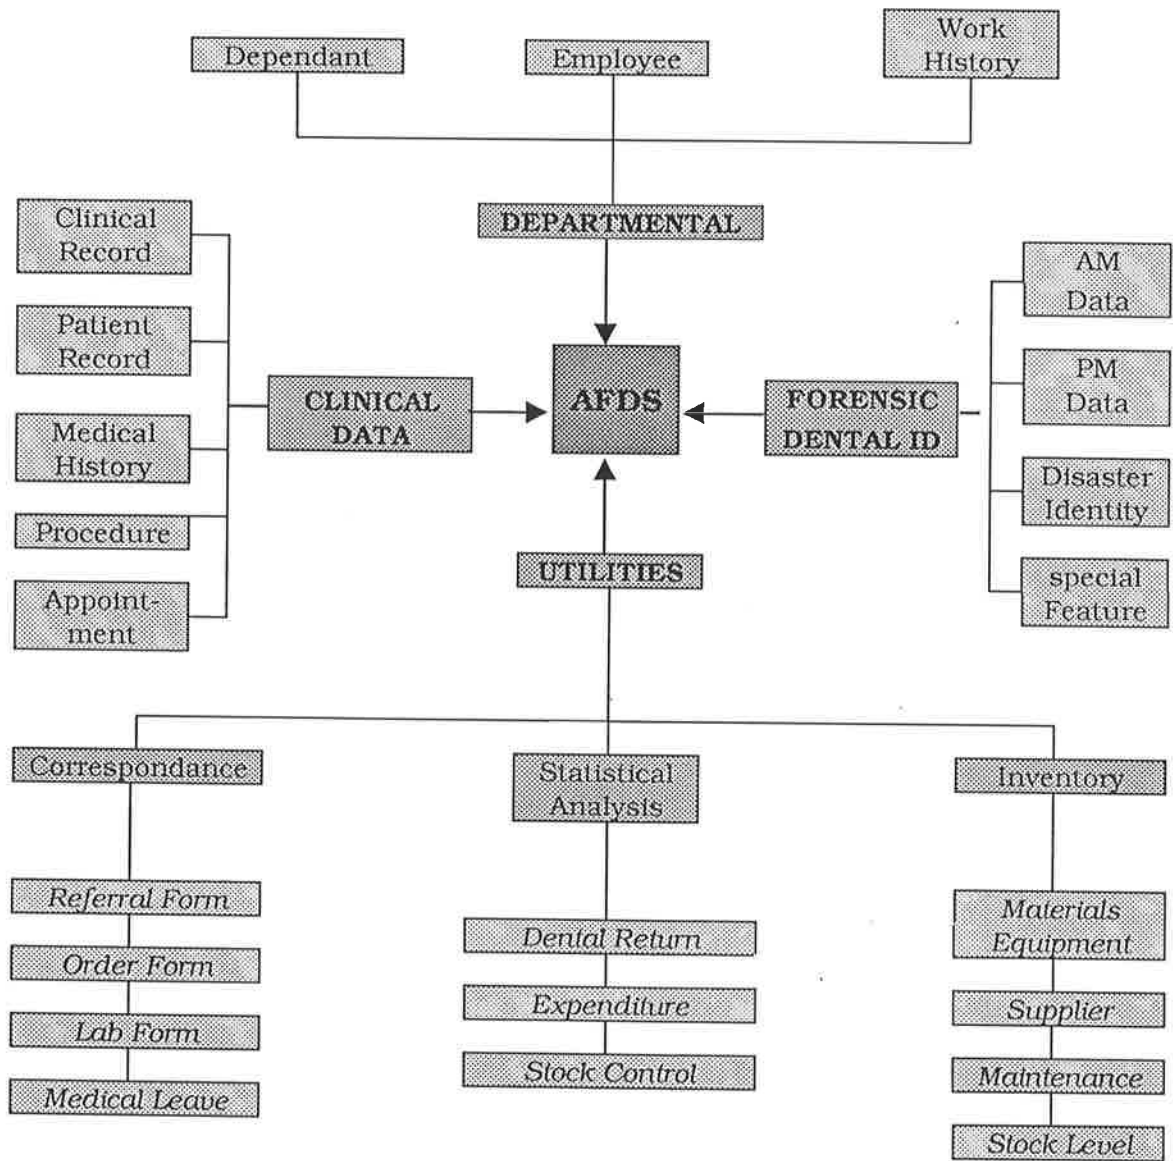 Dependant
Employee
Work
History
DEPARTMENTAL
Clinical
Record
Patient
Record
Medical
History
Procedure
Appoint-
ment
CLINICAL
DATA
AFDS
FORENSIC
DENTAL ID
AM
Data
PM
Data
Disaster
Identity
special
Feature
UTILITIES
Correspondance
Statistical
Analysis
Inventory
Referral Form
Order Form
Lab Form
Medical Leave
Dental Return
Expenditure
Stock Control
Materials
Equipment
Supplier
Maintenance
Stock Level